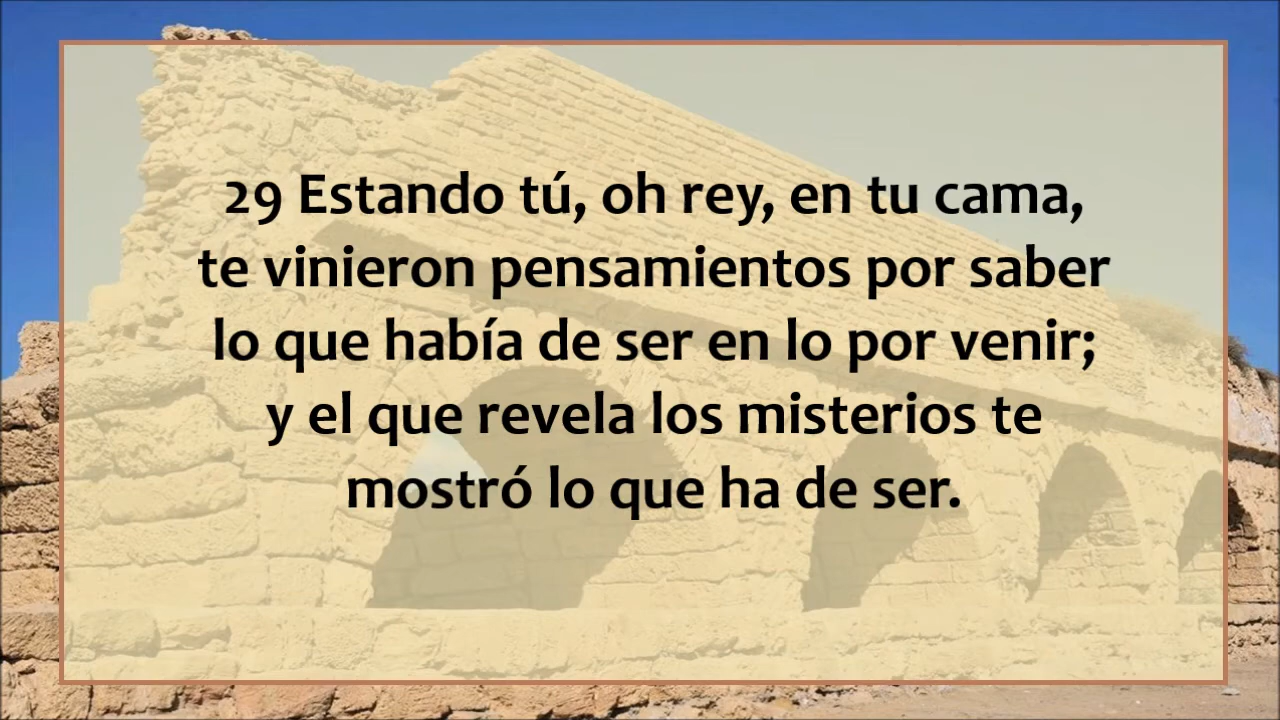 29 Estando tú, oh rey, en tu cama,
te vinieron pensamientos por saber
lo que había de ser en lo por venir;
y el que revela los misterios te
mostró lo que ha de ser.